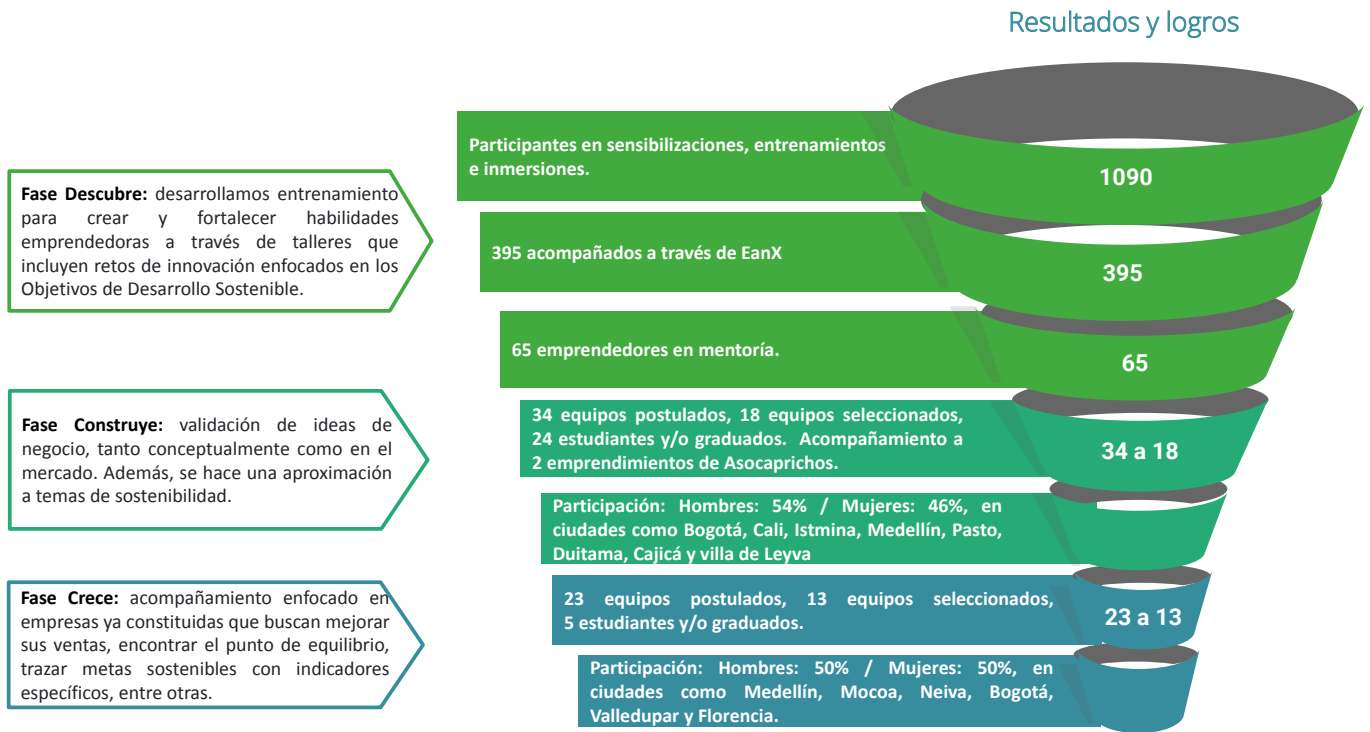 Resultados y logros
Participantes en sensibilizaciones, entrenamientos
e inmersiones.
1090
Fase Descubre: desarrollamos entrenamiento
para crear y fortalecer habilidades
emprendedoras a través de talleres que
incluyen retos de innovación enfocados en los
Objetivos de Desarrollo Sostenible.
395 acompañados a través de EanX
395
65 emprendedores en mentoría.
65
Fase Construye: validación de ideas de
negocio, tanto conceptualmente como en el
mercado. Además, se hace una aproximación
a temas de sostenibilidad.
34 equipos postulados, 18 equipos seleccionados,
24 estudiantes y/o graduados. Acompañamiento a
2 emprendimientos de Asocaprichos.
34 a 18
Participación: Hombres: 54% / Mujeres: 46%, en
ciudades como Bogotá, Cali, Istmina, Medellín, Pasto,
Duitama, Cajicá y villa de Leyva
Fase Crece: acompañamiento enfocado en
empresas ya constituidas que buscan mejorar
sus ventas, encontrar el punto de equilibrio,
trazar metas sostenibles con indicadores
específicos, entre otras.
23 equipos postulados, 13 equipos seleccionados,
5 estudiantes y/o graduados.
23 a 13
Participación: Hombres: 50% / Mujeres: 50%, en
ciudades como Medellín, Mocoa, Neiva, Bogotá,
Valledupar y Florencia.